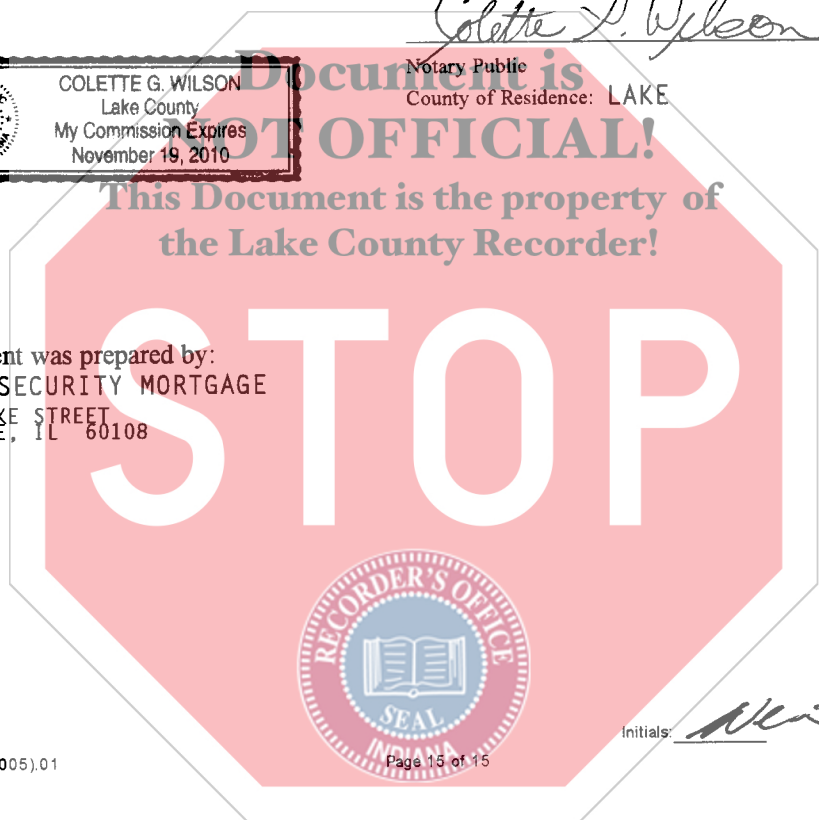 Colette G. Wilson
Notary Public
County of Residence: LAKE
COLETTE G. WILSON
Lake County
My Commission Expires
November 19, 2010
Document is
NOT OFFICIAL!
This Document is the property of
the Lake County Recorder!
STOP
ent was prepared by:
SECURITY MORTGAGE
KE STREET
E, IL 60108
RECORDER'S OFFICE
SEAL
INDIANA
Initials:
005).01
Page 15 of 15